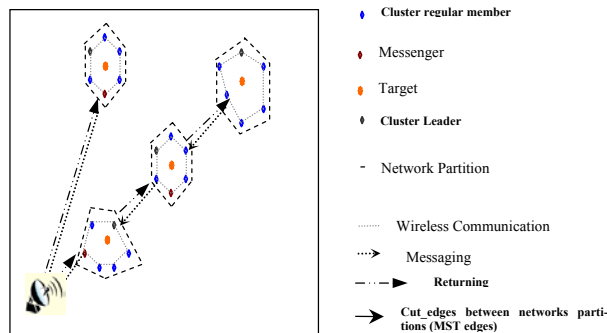 Cluster regular member
Messenger
Target
Cluster Leader
Network Partition
Wireless Communication
Messaging
Returning
Cut_edges between networks parti-
tions (MST edges)